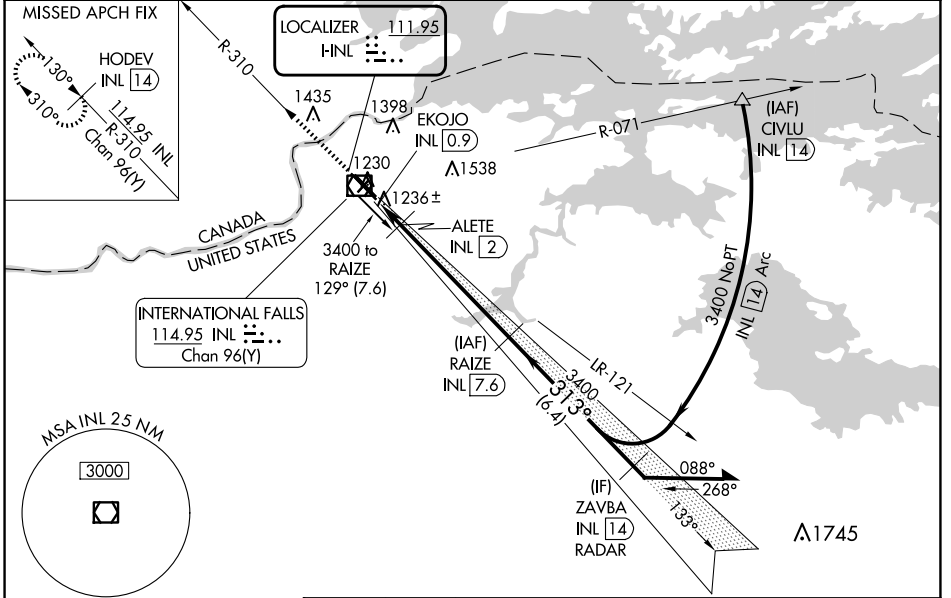 MISSED APCH FIX
130°
310°
HODEV
INL 14
114.95 INL
R-310
Chan 96(Y)
R-310
LOCALIZER 111.95
I-INL
1435
1398
EKOJO
INL 0.9
1230
1538
1236 ±
ALETE
INL 2
R-071
(IAF)
CIVLU
INL 14
CANADA
UNITED STATES
3400 to
RAIZE
129° (7.6)
INTERNATIONAL FALLS
114.95 INL
Chan 96(Y)
3400 NoPT
INL 14 Arc
(IAF)
RAIZE
INL 7.6
LR-121
3400
313°
(6.4)
MSA INL 25 NM
3000
088°
268°
(IF)
ZAVBA
INL 14
RADAR
133°
1745